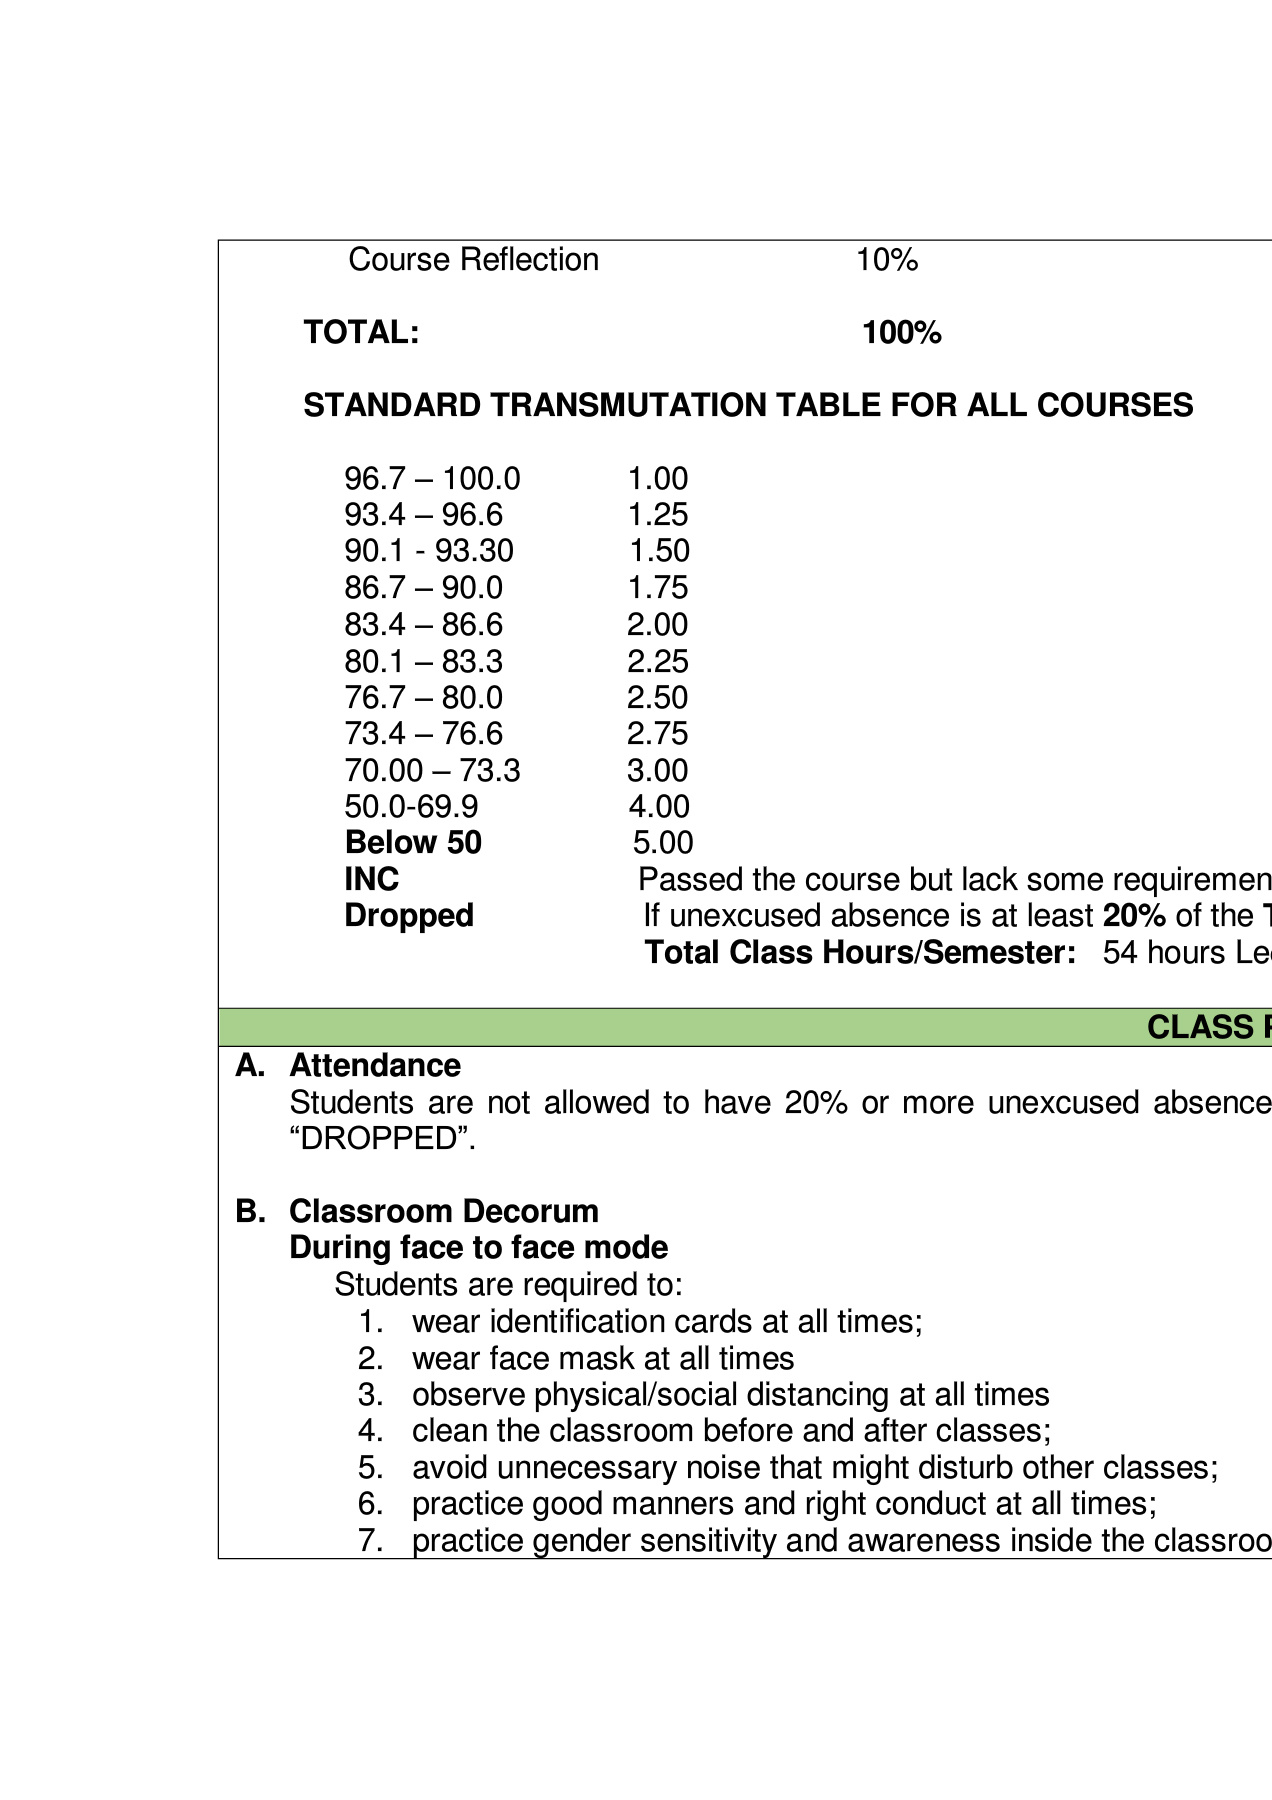 Course Reflection 10%
TOTAL: 100%
STANDARD TRANSMUTATION TABLE FOR ALL COURSES
96.7 – 100.0 1.00
93.4 – 96.6 1.25
90.1 - 93.30 1.50
86.7 – 90.0 1.75
83.4 – 86.6 2.00
80.1 – 83.3 2.25
76.7 – 80.0 2.50
73.4 – 76.6 2.75
70.00 – 73.3 3.00
50.0-69.9 4.00
Below 50 5.00
INC Passed the course but lack some
Dropped If unexcused absence is at least 20% of the
Total Class Hours/Semester: 54 hours
CLASS
A. Attendance
Students are not allowed to have 20% or more unexcused absence
“DROPPED”.
B. Classroom Decorum
During face to face mode
Students are required to:
1. wear identification cards at all times;
2. wear face mask at all times
3. observe physical/social distancing at all times
4. clean the classroom before and after classes;
5. avoid unnecessary noise that might disturb other classes;
6. practice good manners and right conduct at all times;
7. practice gender sensitivity and awareness inside the